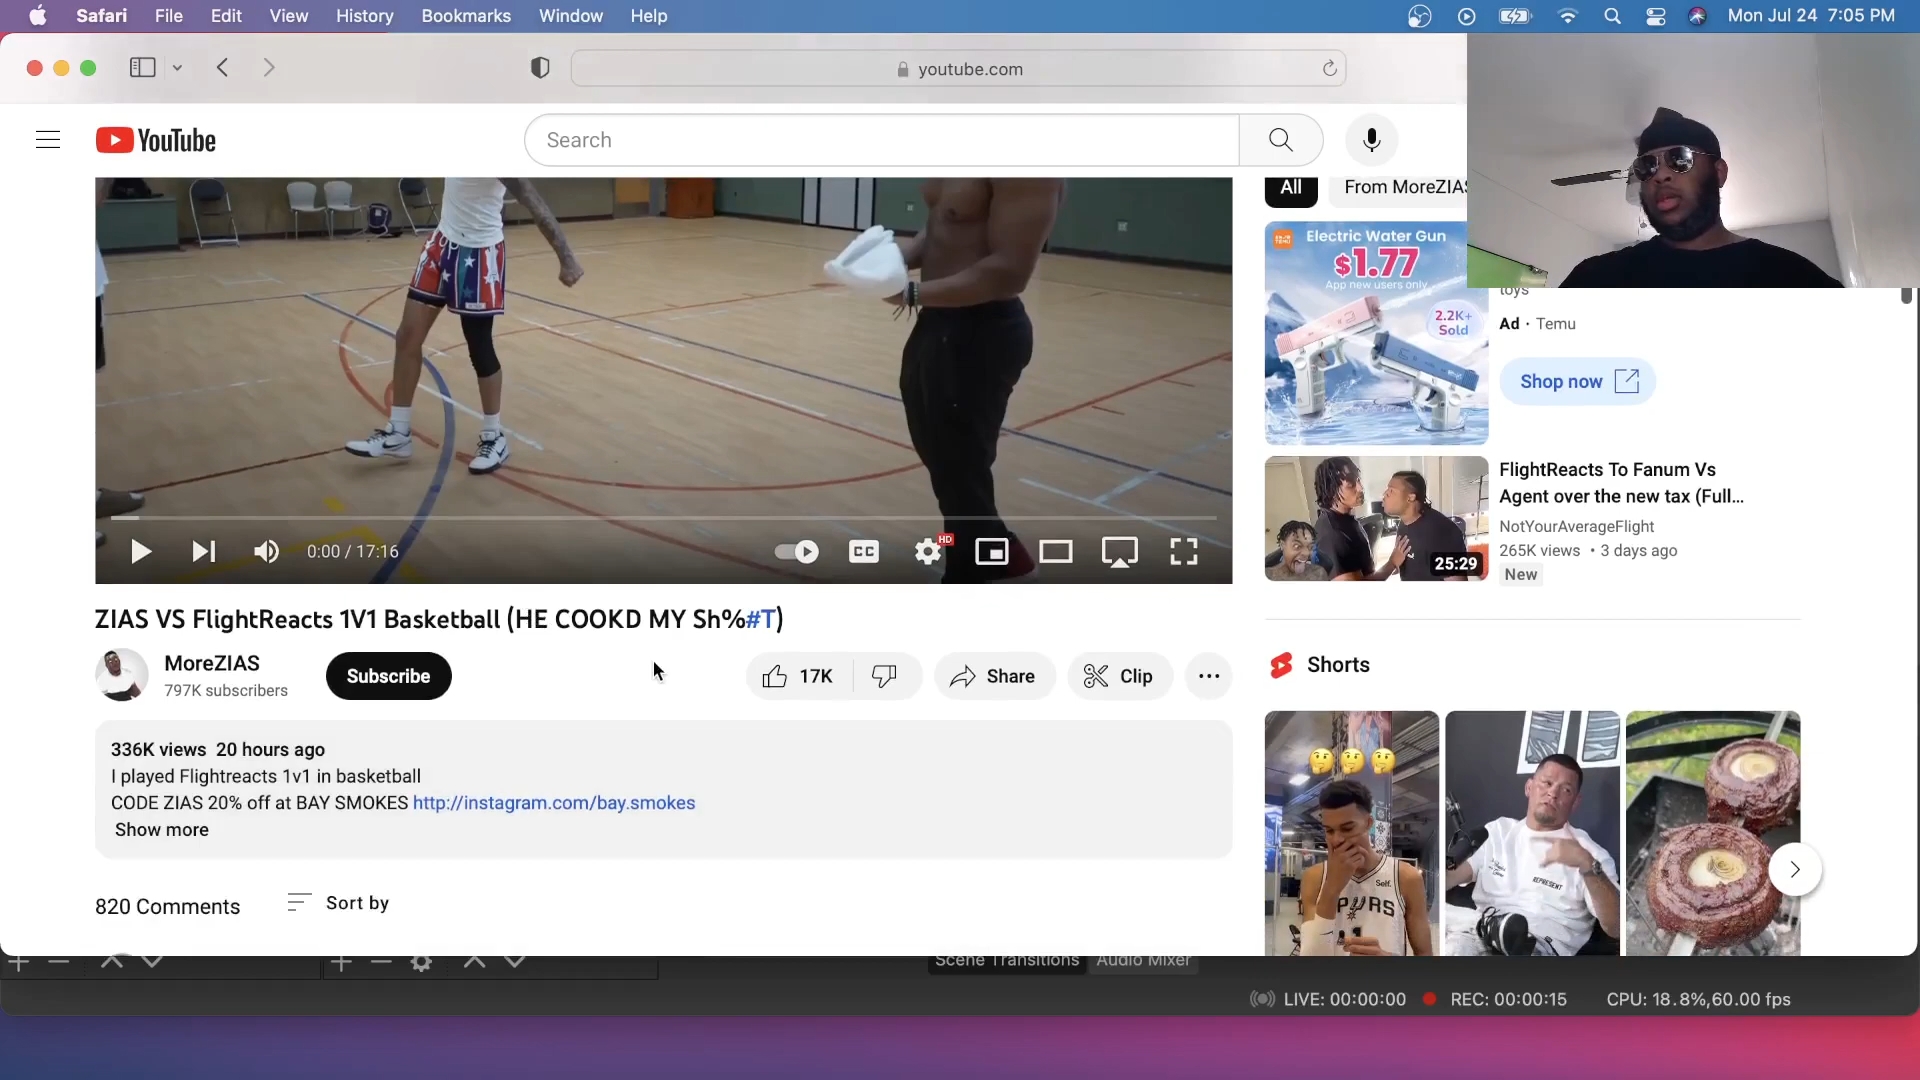 Safari File Edit View History Bookmarks Window Help
Mon Jul 24 7:05 PM
youtube.com
YouTube
Search
All
From MoreZIAS
Electric Water Gun
$1.77
App new users only
2.2K+
Sold
toys
Ad · Temu
Shop now
0:00 / 17:16
CC
HD
FlightReacts To Fanum Vs
Agent over the new tax (Full...
NotYourAverageFlight
265K views • 3 days ago
New
25:29
ZIAS VS FlightReacts 1V1 Basketball (HE COOKD MY Sh%#T)
MoreZIAS
797K subscribers
Subscribe
17K
Share
Clip
336K views 20 hours ago
I played Flightreacts 1v1 in basketball
CODE ZIAS 20% off at BAY SMOKES http://instagram.com/bay.smokes
Show more
820 Comments
Sort by
Shorts
Self.
SPURS
REPRESENT
Scene Transitions
Audio Mixer
LIVE: 00:00:00
REC: 00:00:15
CPU: 18.8%,60.00 fps